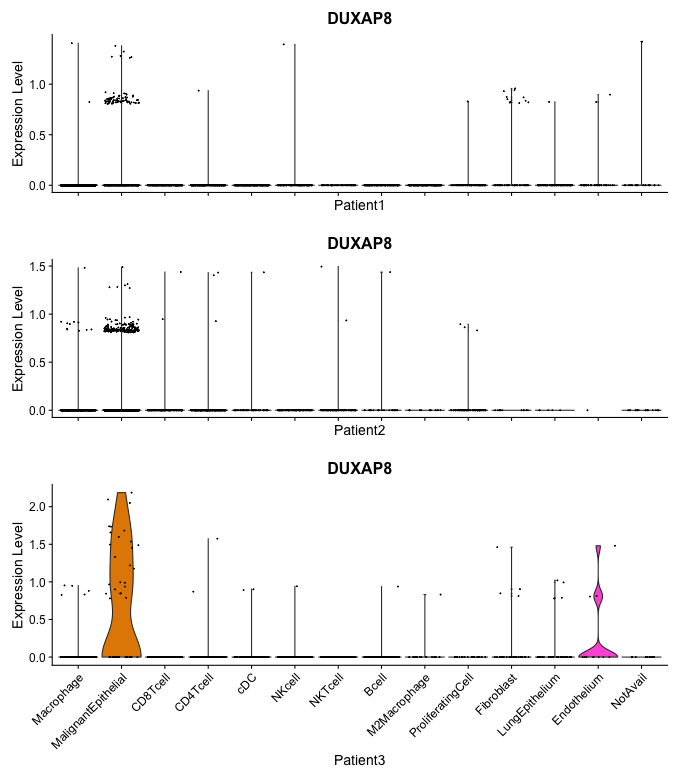 DUXAP8
Expression Level
1.0
0.5
0.0
Patient1
DUXAP8
Expression Level
1.5
1.0
0.5
0.0
Patient2
DUXAP8
Expression Level
2.0
1.5
1.0
0.5
0.0
Macrophage
MalignantEpithelial
CD8Tcell
CD4Tcell
cDC
NKcell
NKTcell
Bcell
M2Macrophage
ProliferatingCell
Fibroblast
LungEpithelium
Endothelium
NotAvail
Patient3